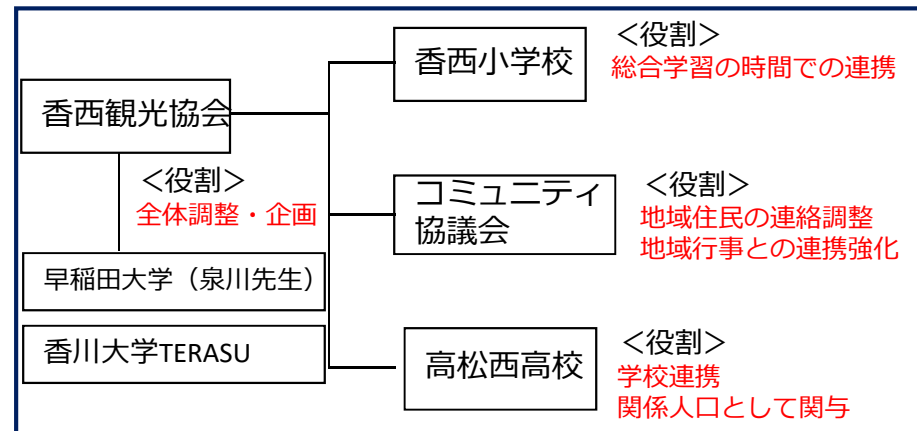 香西観光協会
＜役割＞
全体調整・企画
早稲田大学（泉川先生）
香川大学TERASU
香西小学校
＜役割＞
総合学習の時間での連携
コミュニティ
協議会
＜役割＞
地域住民の連絡調整
地域行事との連携強化
高松西高校
＜役割＞
学校連携
関係人口として関与